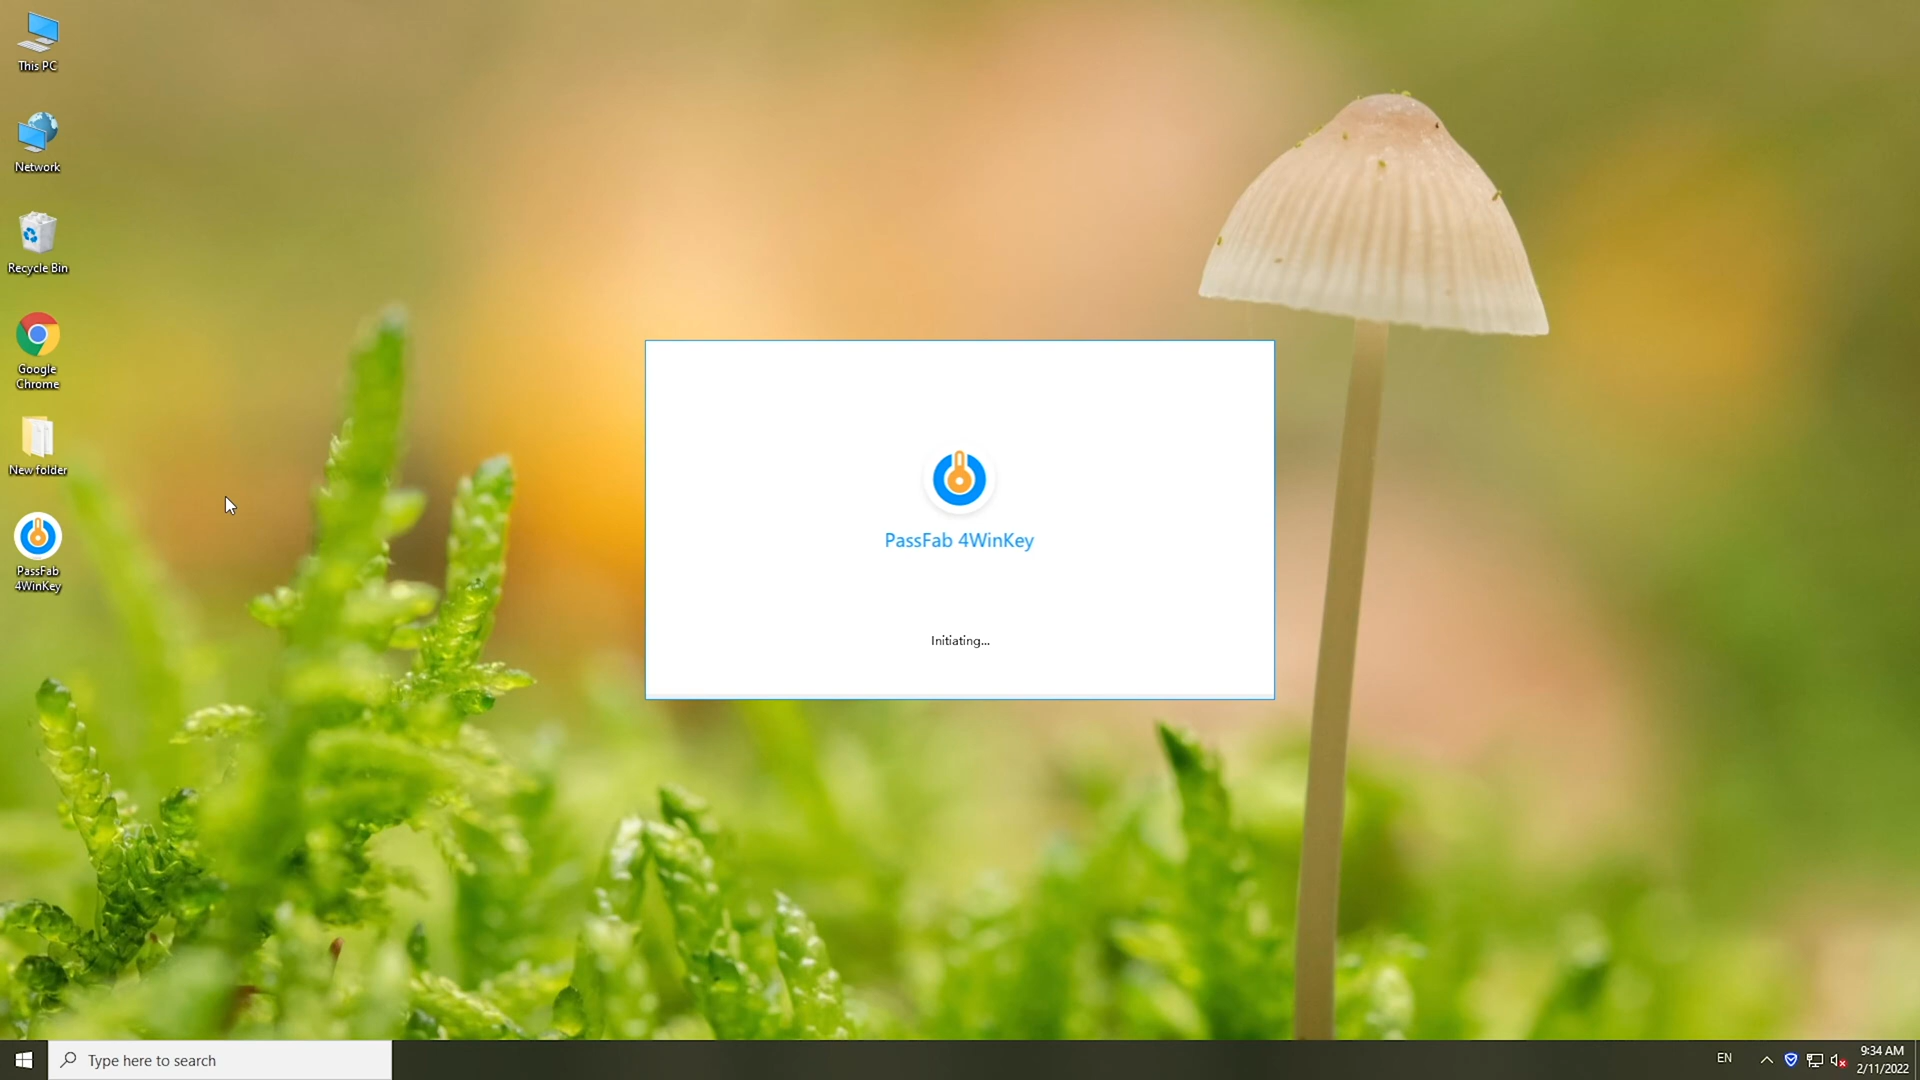 This PC
Network
Recycle Bin
Google
Chrome
New folder
PassFab
4WinKey
PassFab 4WinKey
Initiating...
Type here to search
EN
9:34 AM
2/11/2022